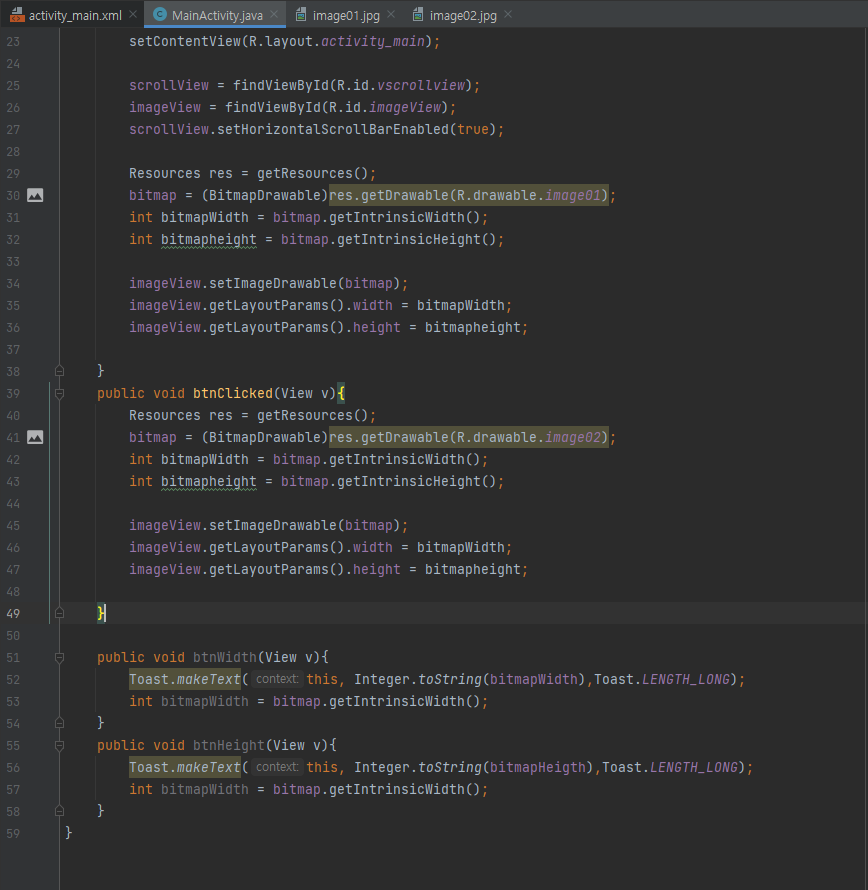 activity_main.xml MainActivity.java image01.jpg image02.jpg
23 setContentView(R.layout.activity_main);
24
25 scrollView = findViewById(R.id.vscrollview);
26 imageView = findViewById(R.id.imageView);
27 scrollView.setHorizontalScrollBarEnabled(true);
28
29 Resources res = getResources();
30 bitmap = (BitmapDrawable)res.getDrawable(R.drawable.image01);
31 int bitmapWidth = bitmap.getIntrinsicWidth();
32 int bitmapheight = bitmap.getIntrinsicHeight();
33
34 imageView.setImageDrawable(bitmap);
35 imageView.getLayoutParams().width = bitmapWidth;
36 imageView.getLayoutParams().height = bitmapheight;
37
38 }
39 public void btnClicked(View v){
40 Resources res = getResources();
41 bitmap = (BitmapDrawable)res.getDrawable(R.drawable.image02);
42 int bitmapWidth = bitmap.getIntrinsicWidth();
43 int bitmapheight = bitmap.getIntrinsicHeight();
44
45 imageView.setImageDrawable(bitmap);
46 imageView.getLayoutParams().width = bitmapWidth;
47 imageView.getLayoutParams().height = bitmapheight;
48
49 }
50
51 public void btnWidth(View v){
52 Toast.makeText( context: this, Integer.toString(bitmapWidth),Toast.LENGTH_LONG);
53 int bitmapWidth = bitmap.getIntrinsicWidth();
54 }
55 public void btnHeight(View v){
56 Toast.makeText( context: this, Integer.toString(bitmapHeigth),Toast.LENGTH_LONG);
57 int bitmapWidth = bitmap.getIntrinsicWidth();
58 }
59 }